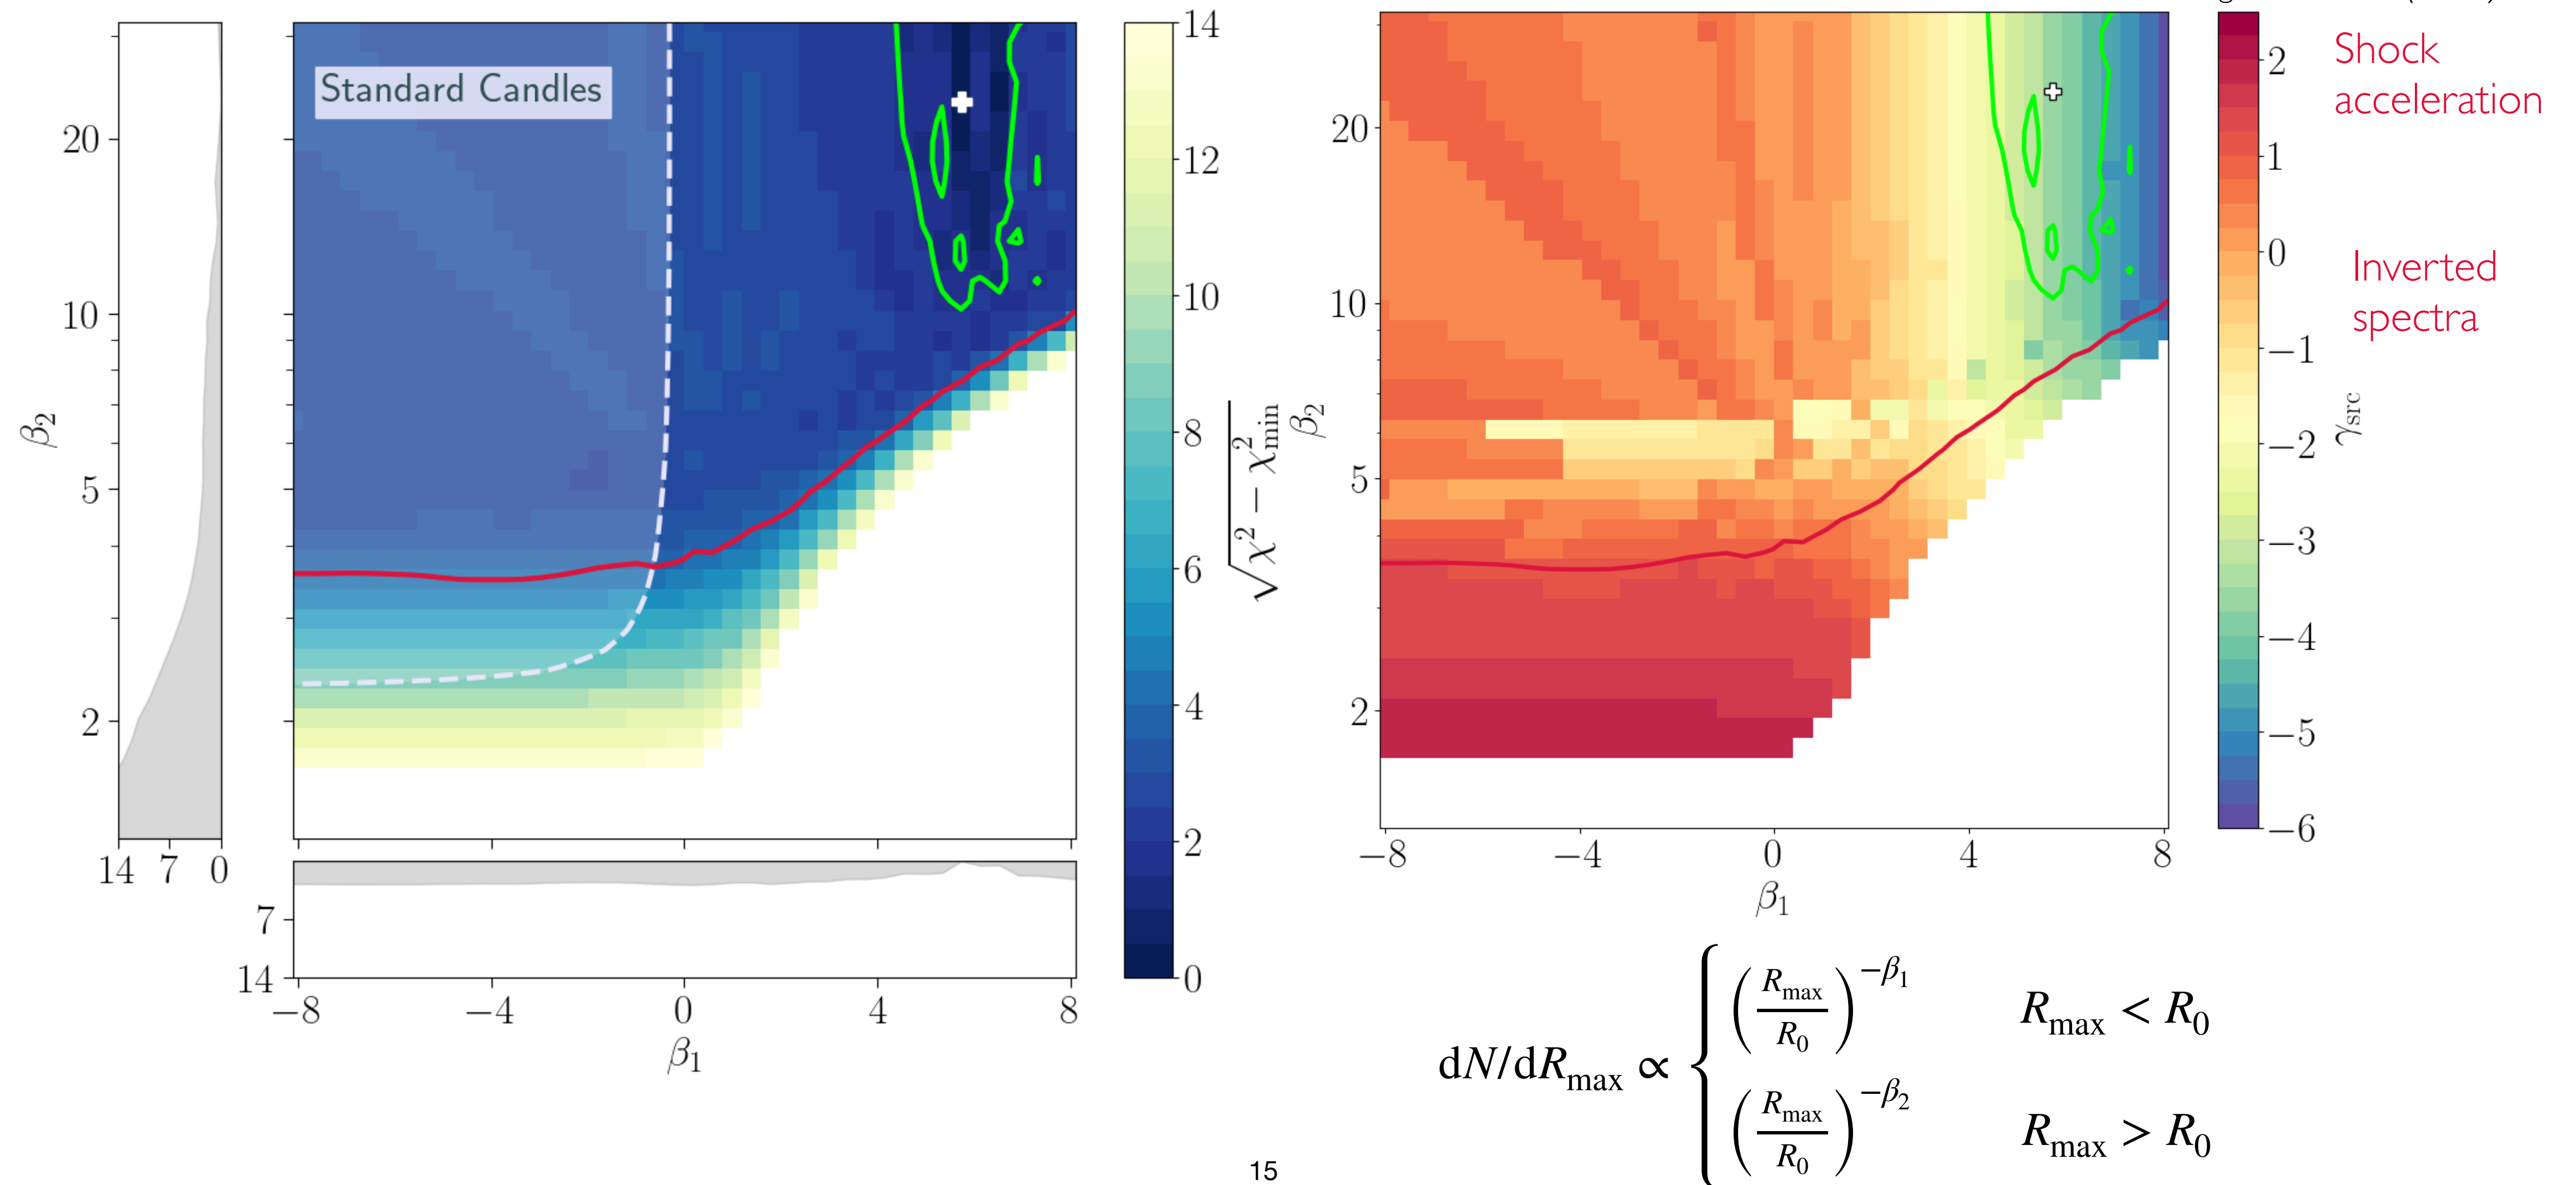 Standard Candles
20
10
5
2
β₂
14 7 0
7
14
−8 −4 0 4 8
β₁
14
12
10
8
6
4
2
0
√χ² − χ²min
20
10
5
2
β₂
−8 −4 0 4 8
β₁
2
1
0
−1
−2
−3
−4
−5
−6
γsrc
Shock
acceleration
Inverted
spectra
dN/dRmax ∝ { (Rmax/R₀)^−β₁ Rmax < R₀
(Rmax/R₀)^−β₂ Rmax > R₀
15